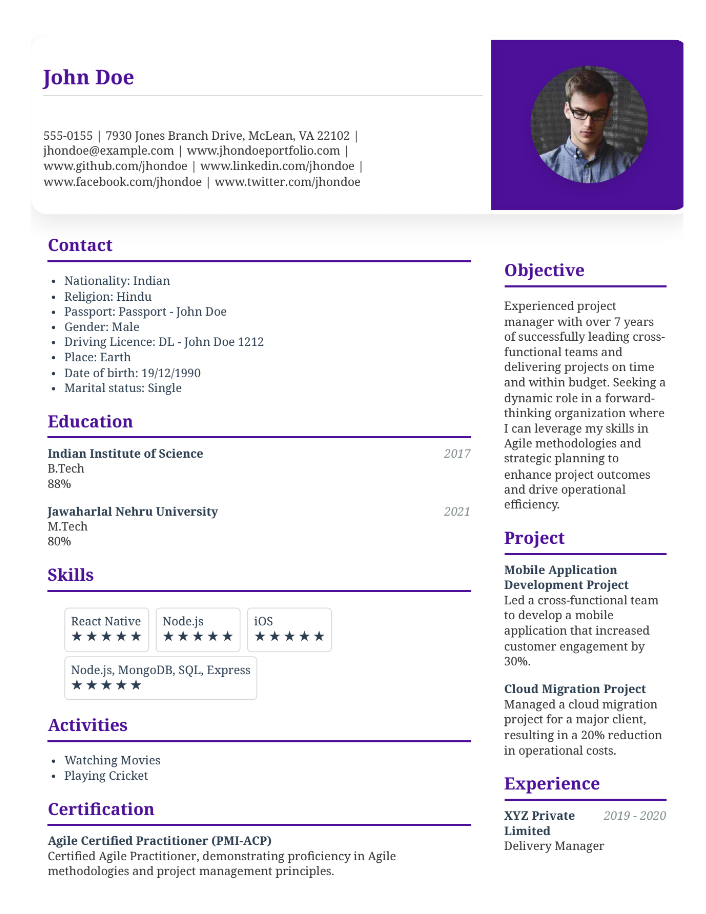 John Doe
555-0155 | 7930 Jones Branch Drive, McLean, VA 22102 |
jhondoe@example.com | www.jhondoeportfolio.com |
www.github.com/jhondoe | www.linkedin.com/jhondoe |
www.facebook.com/jhondoe | www.twitter.com/jhondoe
Contact
• Nationality: Indian
• Religion: Hindu
• Passport: Passport - John Doe
• Gender: Male
• Driving Licence: DL - John Doe 1212
• Place: Earth
• Date of birth: 19/12/1990
• Marital status: Single
Education
Indian Institute of Science 2017
B.Tech
88%
Jawaharlal Nehru University 2021
M.Tech
80%
Skills
React Native Node.js iOS
★★★★★ ★★★★★ ★★★★★
Node.js, MongoDB, SQL, Express
★★★★★
Activities
• Watching Movies
• Playing Cricket
Certification
Agile Certified Practitioner (PMI-ACP)
Certified Agile Practitioner, demonstrating proficiency in Agile
methodologies and project management principles.
Objective
Experienced project
manager with over 7 years
of successfully leading cross-
functional teams and
delivering projects on time
and within budget. Seeking a
dynamic role in a forward-
thinking organization where
I can leverage my skills in
Agile methodologies and
strategic planning to
enhance project outcomes
and drive operational
efficiency.
Project
Mobile Application
Development Project
Led a cross-functional team
to develop a mobile
application that increased
customer engagement by
30%.
Cloud Migration Project
Managed a cloud migration
project for a major client,
resulting in a 20% reduction
in operational costs.
Experience
XYZ Private 2019 - 2020
Limited
Delivery Manager